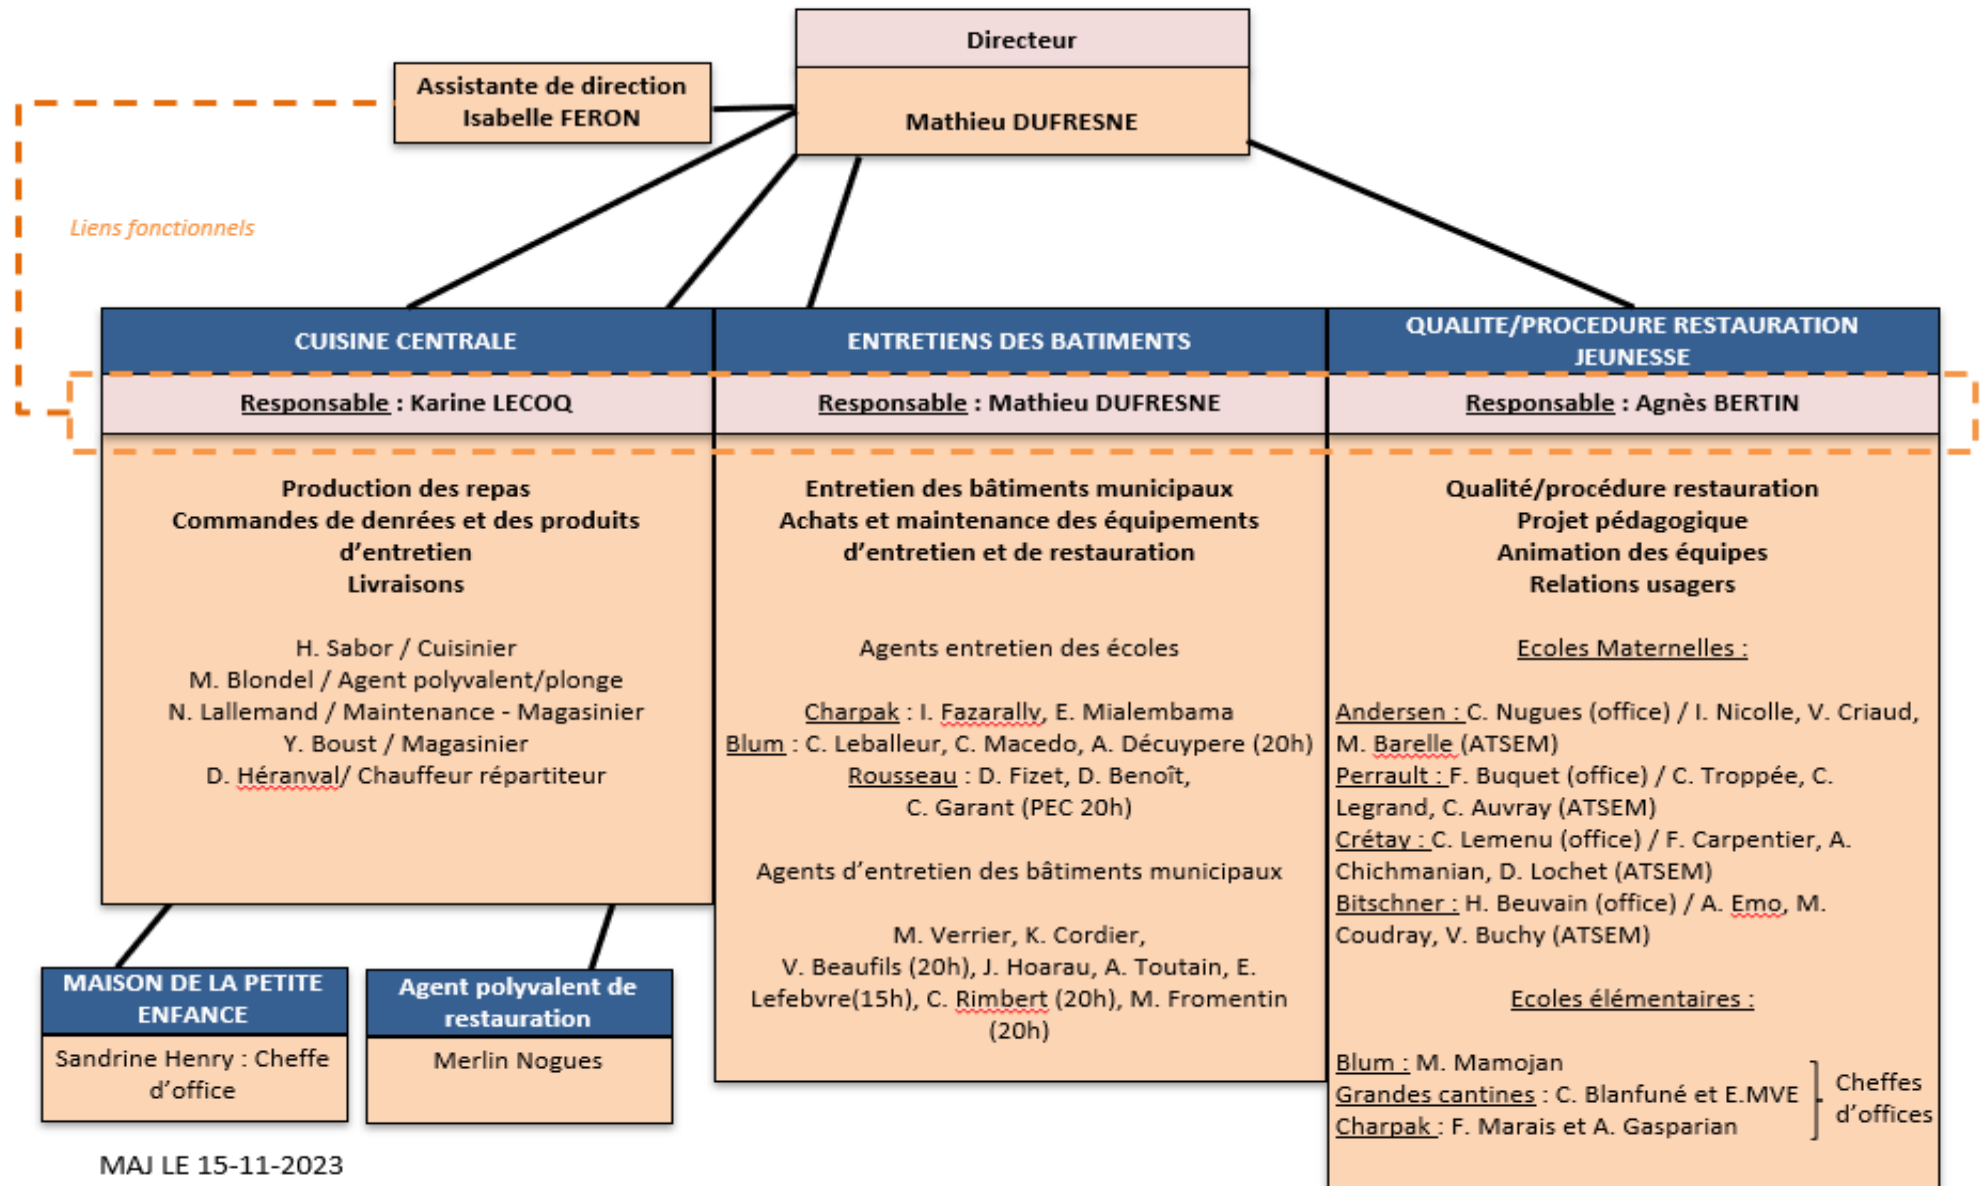 Directeur
Mathieu DUFRESNE
Assistante de direction
Isabelle FERON
Liens fonctionnels
CUISINE CENTRALE
Responsable : Karine LECOQ
Production des repas
Commandes de denrées et des produits
d’entretien
Livraisons
H. Sabor / Cuisinier
M. Blondel / Agent polyvalent/plonge
N. Lallemand / Maintenance - Magasinier
Y. Boust / Magasinier
D. Héranval/ Chauffeur répartiteur
ENTRETIENS DES BATIMENTS
Responsable : Mathieu DUFRESNE
Entretien des bâtiments municipaux
Achats et maintenance des équipements
d’entretien et de restauration
Agents entretien des écoles
Charpak : I. Fazarally, E. Mialembama
Blum : C. Leballeur, C. Macedo, A. Décuypere (20h)
Rousseau : D. Fizet, D. Benoît,
C. Garant (PEC 20h)
Agents d’entretien des bâtiments municipaux
M. Verrier, K. Cordier,
V. Beaufils (20h), J. Hoarau, A. Toutain, E.
Lefebvre(15h), C. Rimbert (20h), M. Fromentin
(20h)
QUALITE/PROCEDURE RESTAURATION
JEUNESSE
Responsable : Agnès BERTIN
Qualité/procédure restauration
Projet pédagogique
Animation des équipes
Relations usagers
Ecoles Maternelles :
Andersen : C. Nugues (office) / I. Nicolle, V. Criaud,
M. Barelle (ATSEM)
Perrault : F. Buquet (office) / C. Troppée, C.
Legrand, C. Auvray (ATSEM)
Crétay : C. Lemenu (office) / F. Carpentier, A.
Chichmanian, D. Lochet (ATSEM)
Bitschner : H. Beuvain (office) / A. Emo, M.
Coudray, V. Buchy (ATSEM)
Ecoles élémentaires :
Blum : M. Mamojan
Grandes cantines : C. Blanfuné et E.MVE
Charpak : F. Marais et A. Gasparian
Cheffes
d’offices
MAISON DE LA PETITE
ENFANCE
Sandrine Henry : Cheffe
d’office
Agent polyvalent de
restauration
Merlin Nogues
MAJ LE 15-11-2023